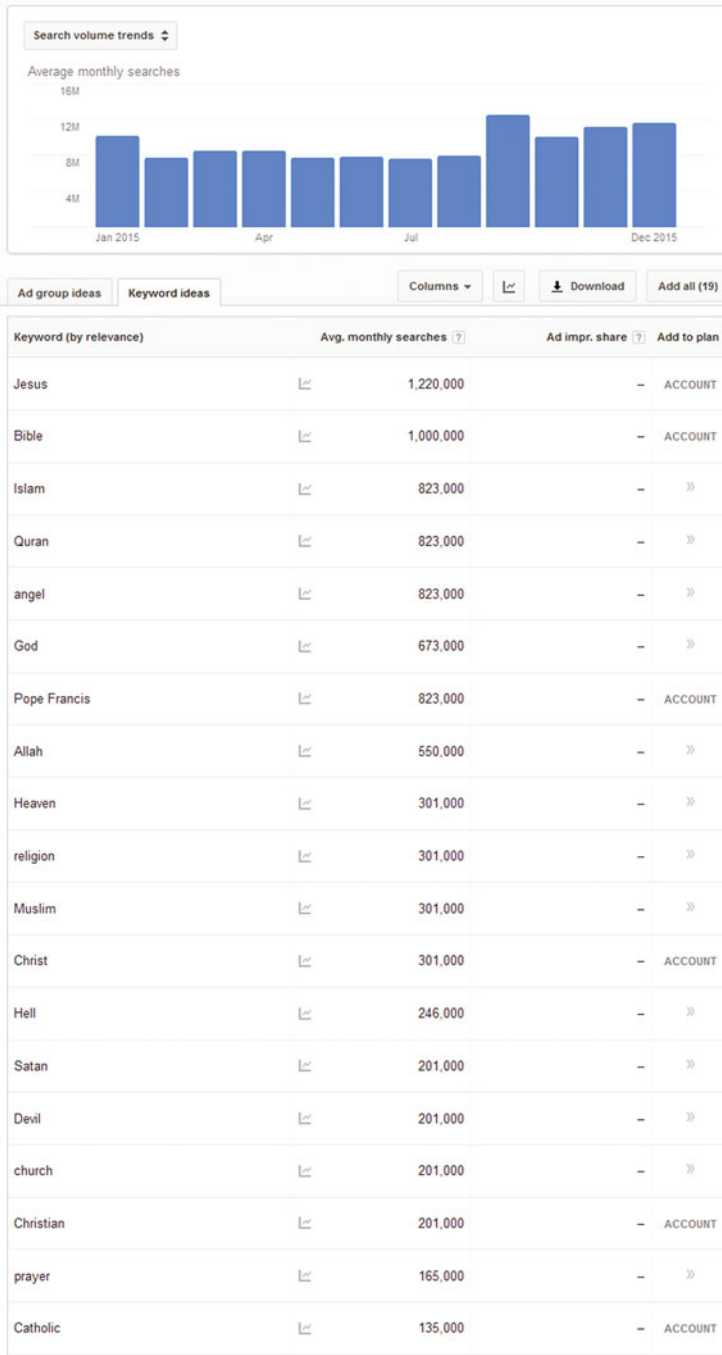 Search volume trends
Average monthly searches
16M
12M
8M
4M
Jan 2015 Apr Jul Dec 2015
Ad group ideas Keyword ideas Columns Download Add all (19)
Keyword (by relevance) Avg. monthly searches ? Ad impr. share ? Add to plan
Jesus 1,220,000 – ACCOUNT
Bible 1,000,000 – ACCOUNT
Islam 823,000 – »
Quran 823,000 – »
angel 823,000 – »
God 673,000 – »
Pope Francis 823,000 – ACCOUNT
Allah 550,000 – »
Heaven 301,000 – »
religion 301,000 – »
Muslim 301,000 – »
Christ 301,000 – ACCOUNT
Hell 246,000 – »
Satan 201,000 – »
Devil 201,000 – »
church 201,000 – »
Christian 201,000 – ACCOUNT
prayer 165,000 – »
Catholic 135,000 – ACCOUNT